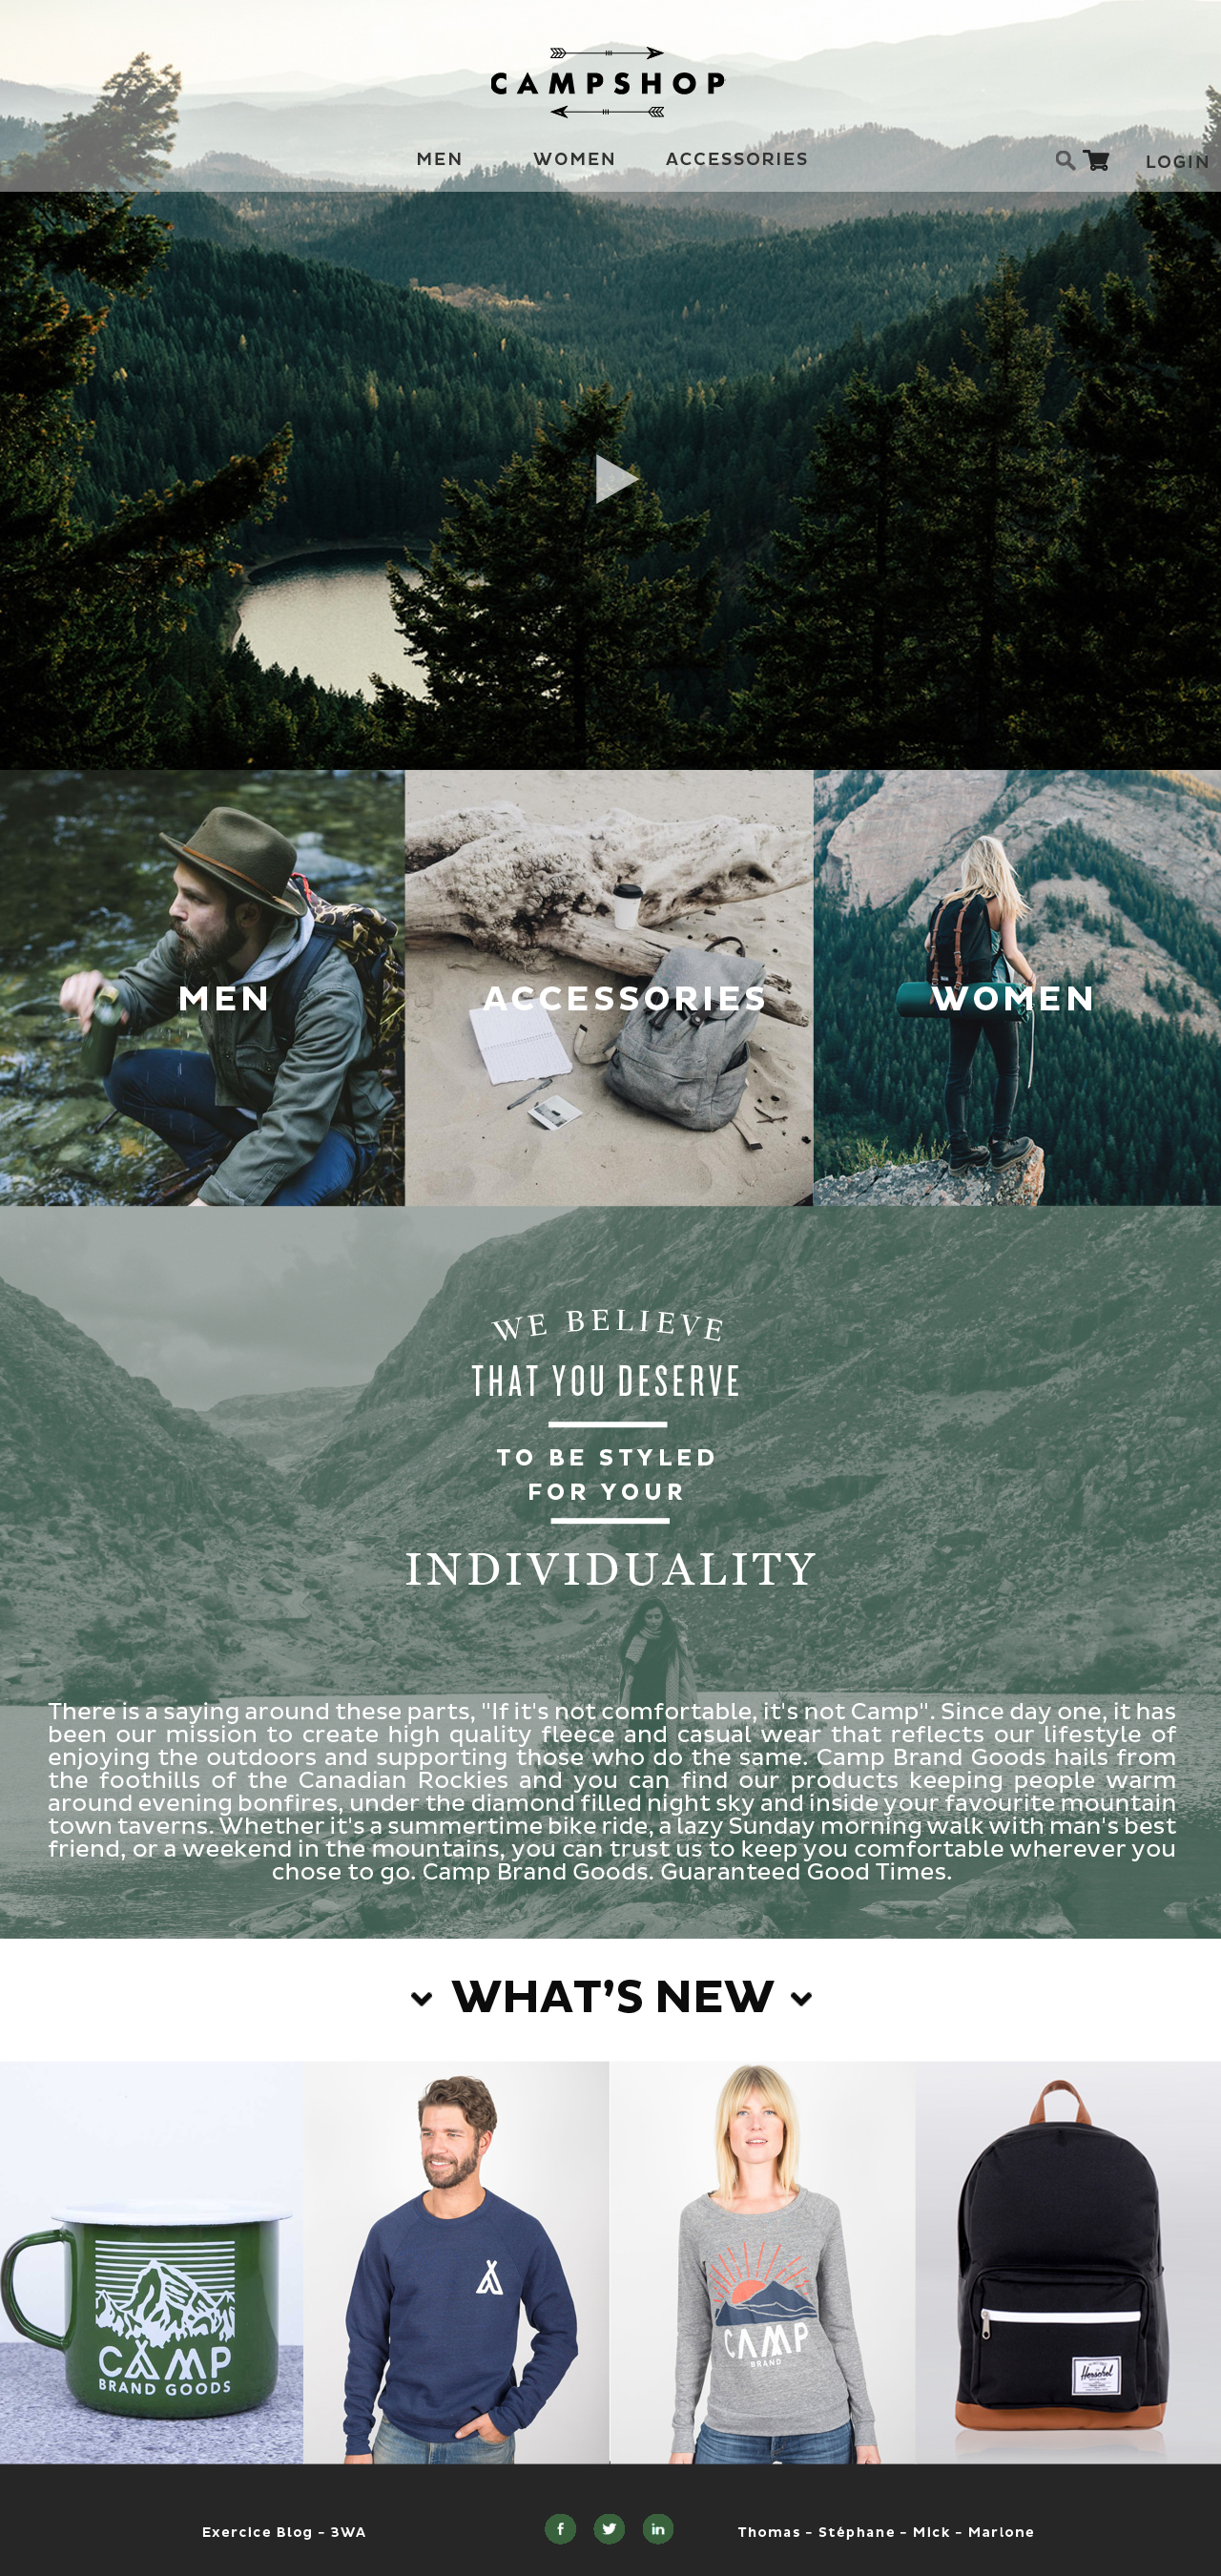 CAMPSHOP
MEN WOMEN ACCESSORIES LOGIN
MEN ACCESSORIES WOMEN
WE BELIEVE
THAT YOU DESERVE
TO BE STYLED
FOR YOUR
INDIVIDUALITY
There is a saying around these parts, "If it's not comfortable, it's not Camp". Since day one, it has
been our mission to create high quality fleece and casual wear that reflects our lifestyle of
enjoying the outdoors and supporting those who do the same. Camp Brand Goods hails from
the foothills of the Canadian Rockies and you can find our products keeping people warm
around evening bonfires, under the diamond filled night sky and inside your favourite mountain
town taverns. Whether it's a summertime bike ride, a lazy Sunday morning walk with man's best
friend, or a weekend in the mountains, you can trust us to keep you comfortable wherever you
chose to go. Camp Brand Goods. Guaranteed Good Times.
WHAT'S NEW
CAMP
BRAND GOODS
CAMP
BRAND
Herschel
Exercice Blog - 3WA
f
in
Thomas - Stéphane - Mick - Marione